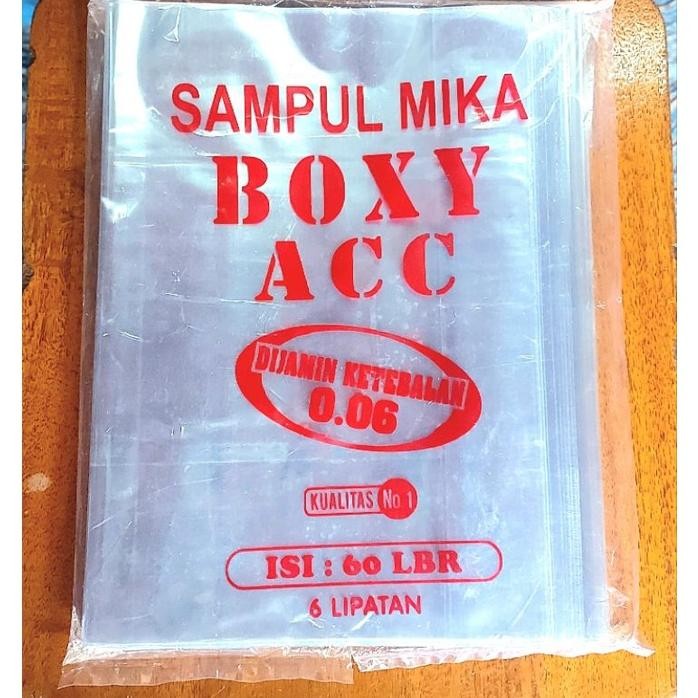 SAMPUL MIKA
BOXY
ACC
DIJAMIN KETEBALAN
0.06
KUALITAS No 1
ISI : 60 LBR
6 LIPATAN